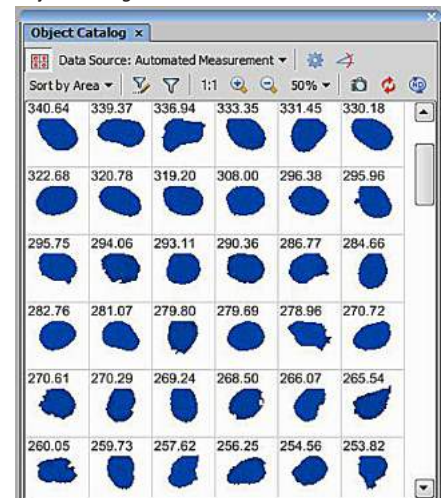 Object Catalog ×
Data Source: Automated Measurement
Sort by Area 1:1 50%
340.64 339.37 336.94 333.35 331.45 330.18
322.68 320.78 319.20 308.00 296.38 295.96
295.75 294.06 293.11 290.36 286.77 284.66
282.76 281.07 279.80 279.69 278.96 270.72
270.61 270.29 269.24 268.50 266.07 265.54
260.05 259.73 257.62 256.25 254.56 253.82